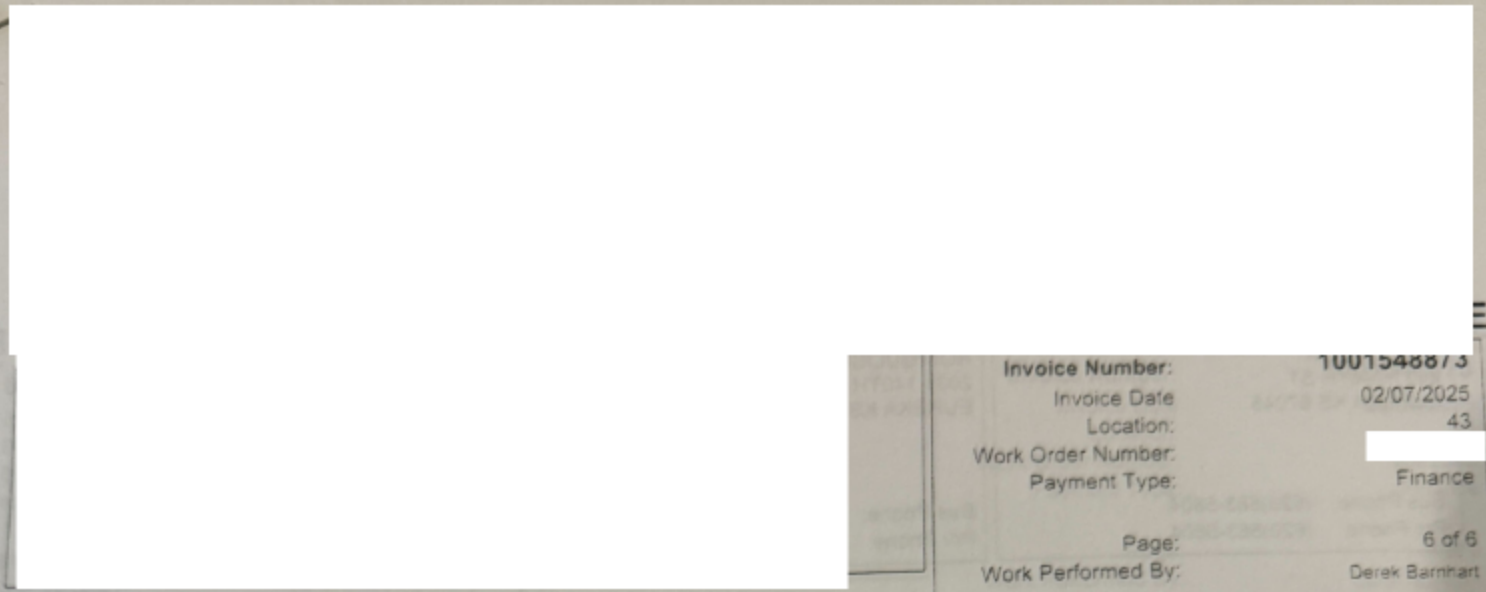 Invoice Number: 1001548873
Invoice Date 02/07/2025
Location: 43
Work Order Number:
Payment Type: Finance
Page: 6 of 6
Work Performed By: Derek Barnhart